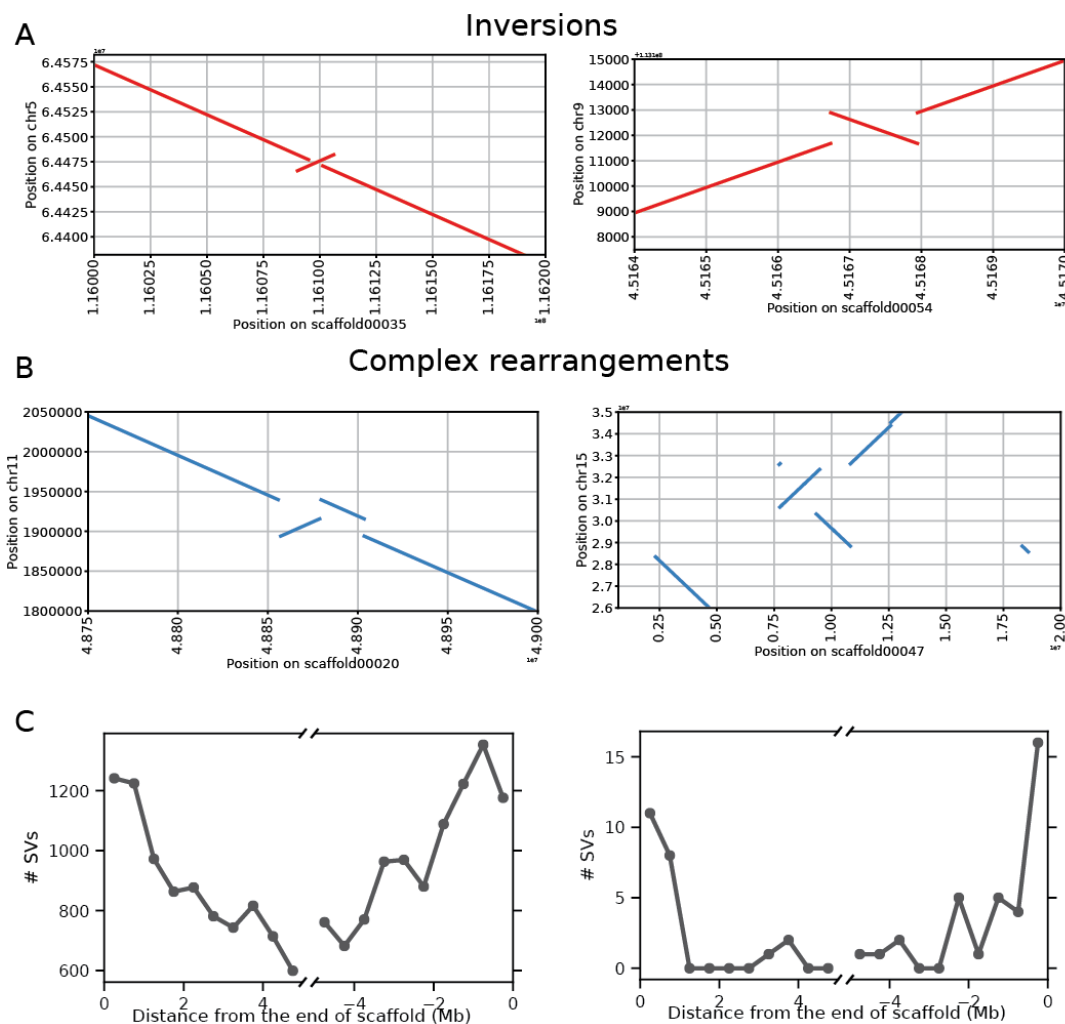 A
Inversions
1e7
6.4575
6.4550
6.4525
6.4500
6.4475
6.4450
6.4425
6.4400
Position on chr5
1.16000
1.16025
1.16050
1.16075
1.16100
1.16125
1.16150
1.16175
1.16200
Position on scaffold00035
1e8
+1.131e8
15000
14000
13000
12000
11000
10000
9000
8000
Position on chr9
4.5164
4.5165
4.5166
4.5167
4.5168
4.5169
4.5170
Position on scaffold00054
1e7
B
Complex rearrangements
2050000
2000000
1950000
1900000
1850000
1800000
Position on chr11
4.875
4.880
4.885
4.890
4.895
4.900
Position on scaffold00020
1e7
1e7
3.5
3.4
3.3
3.2
3.1
3.0
2.9
2.8
2.7
2.6
Position on chr15
0.25
0.50
0.75
1.00
1.25
1.50
1.75
2.00
Position on scaffold00047
1e7
C
1200
1000
800
600
# SVs
0 2 4 −4 −2 0
Distance from the end of scaffold (Mb)
15
10
5
0
# SVs
0 2 4 −4 −2 0
Distance from the end of scaffold (Mb)